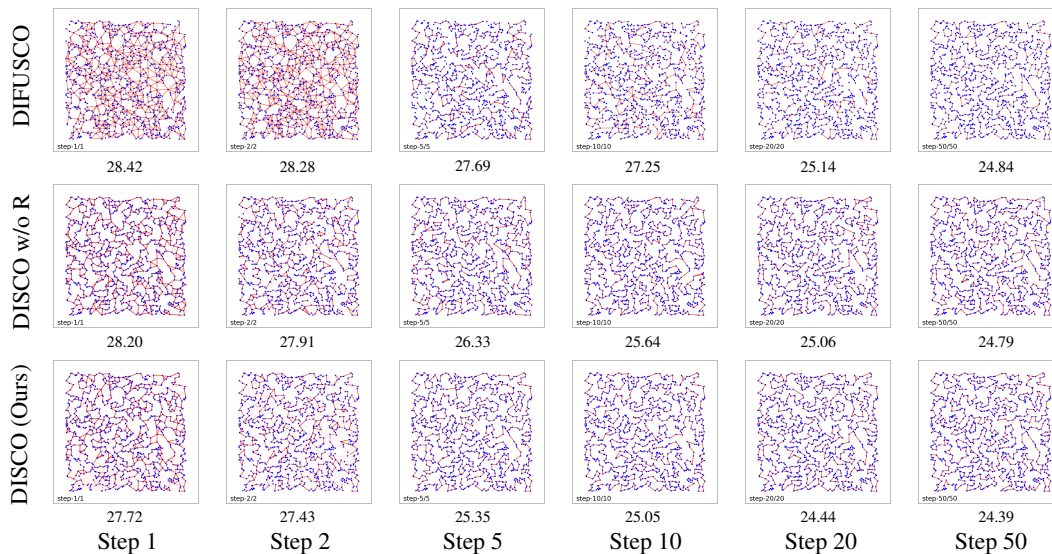 DIFUSCO
step-1/1
step-2/2
step-5/5
step-10/10
step-20/20
step-50/50
28.42
28.28
27.69
27.25
25.14
24.84
DISCO w/o R
step-1/1
step-2/2
step-5/5
step-10/10
step-20/20
step-50/50
28.20
27.91
26.33
25.64
25.06
24.79
DISCO (Ours)
step-1/1
step-2/2
step-5/5
step-10/10
step-20/20
step-50/50
27.72
27.43
25.35
25.05
24.44
24.39
Step 1
Step 2
Step 5
Step 10
Step 20
Step 50